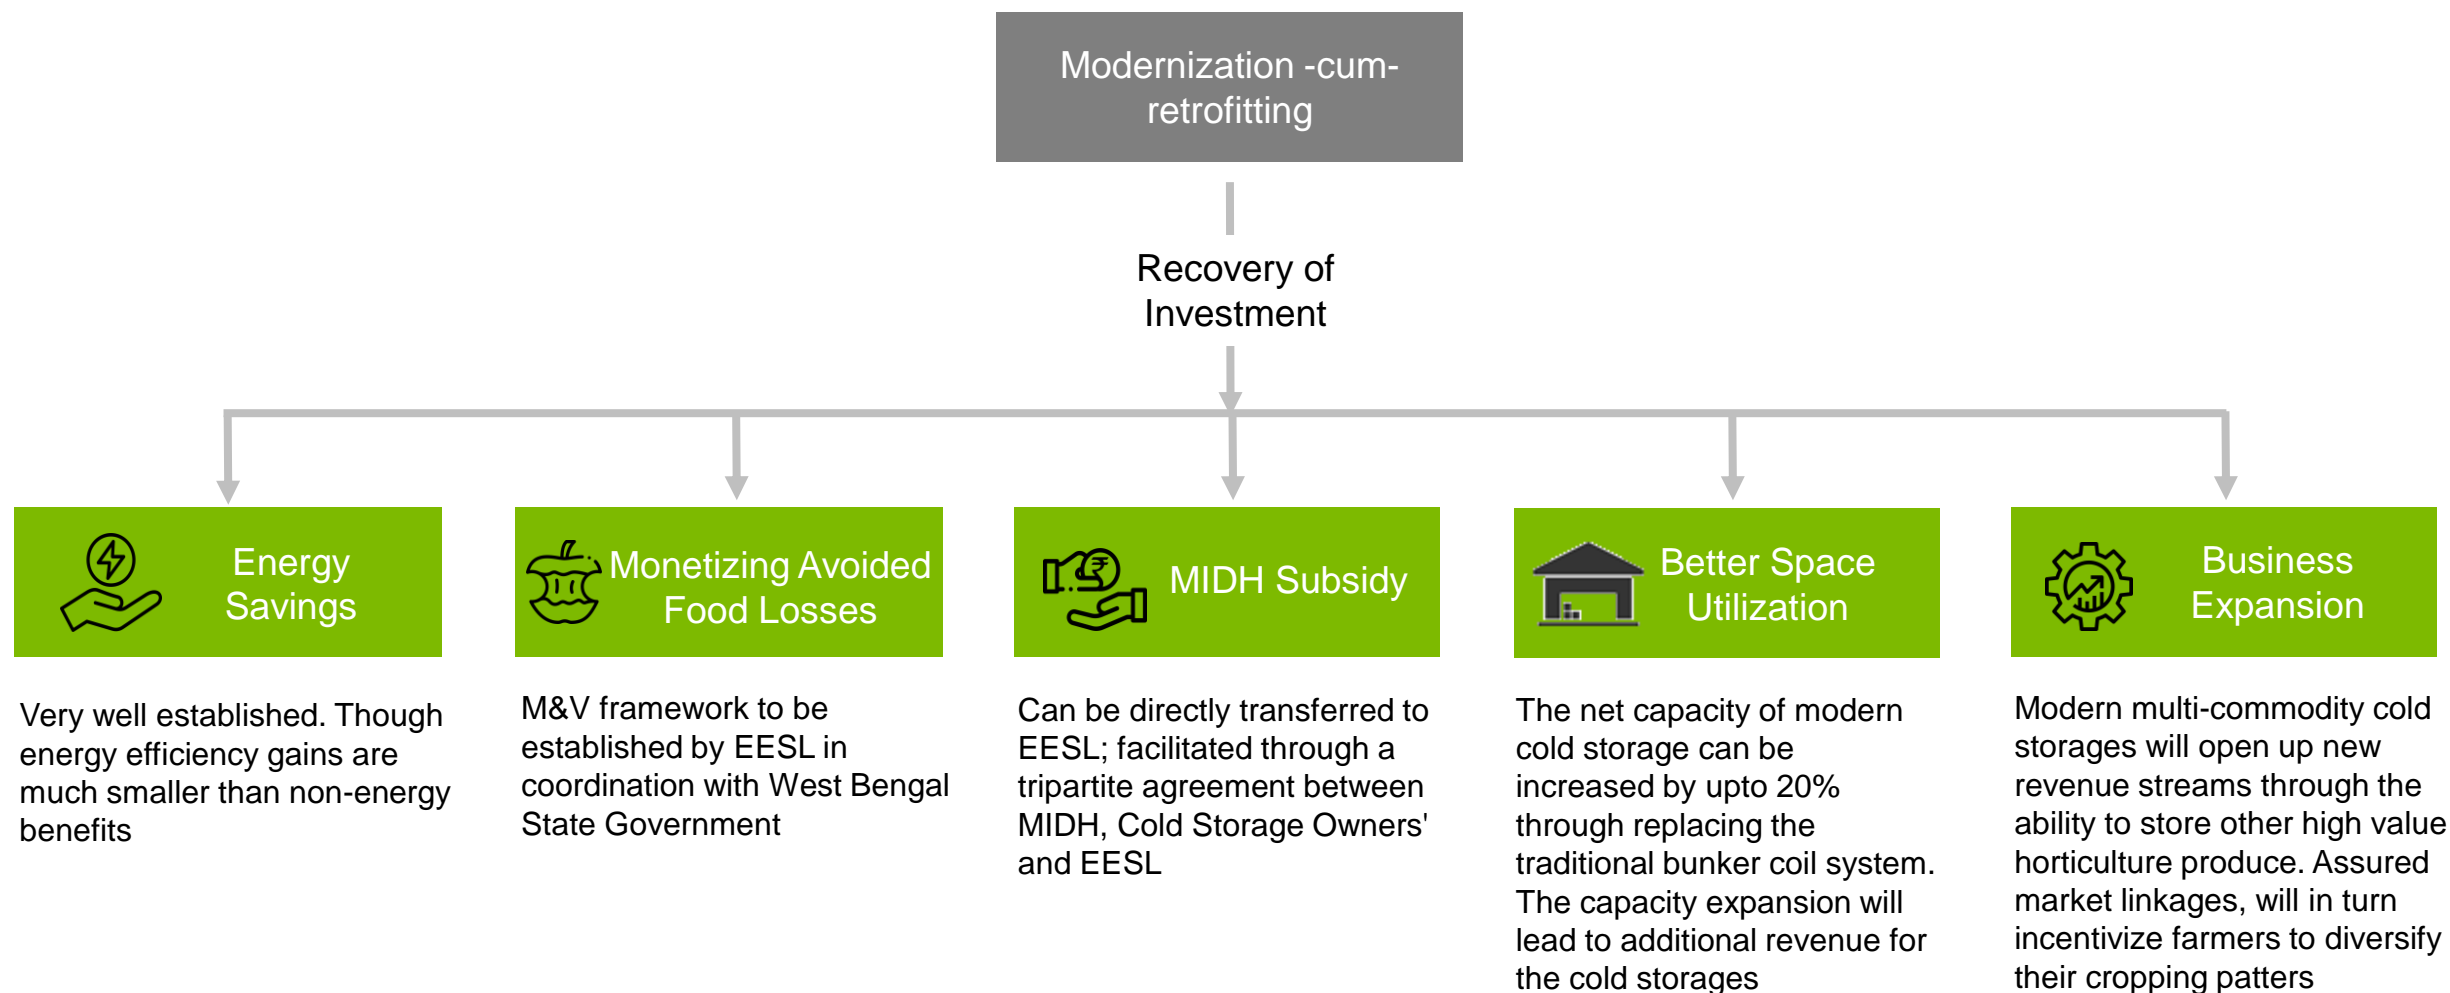 Modernization -cum-
retrofitting
Recovery of
Investment
Energy
Savings
Monetizing Avoided
Food Losses
MIDH Subsidy
Better Space
Utilization
Business
Expansion
Very well established. Though
energy efficiency gains are
much smaller than non-energy
benefits
M&V framework to be
established by EESL in
coordination with West Bengal
State Government
Can be directly transferred to
EESL; facilitated through a
tripartite agreement between
MIDH, Cold Storage Owners'
and EESL
The net capacity of modern
cold storage can be
increased by upto 20%
through replacing the
traditional bunker coil system.
The capacity expansion will
lead to additional revenue for
the cold storages
Modern multi-commodity cold
storages will open up new
revenue streams through the
ability to store other high value
horticulture produce. Assured
market linkages, will in turn
incentivize farmers to diversify
their cropping patters